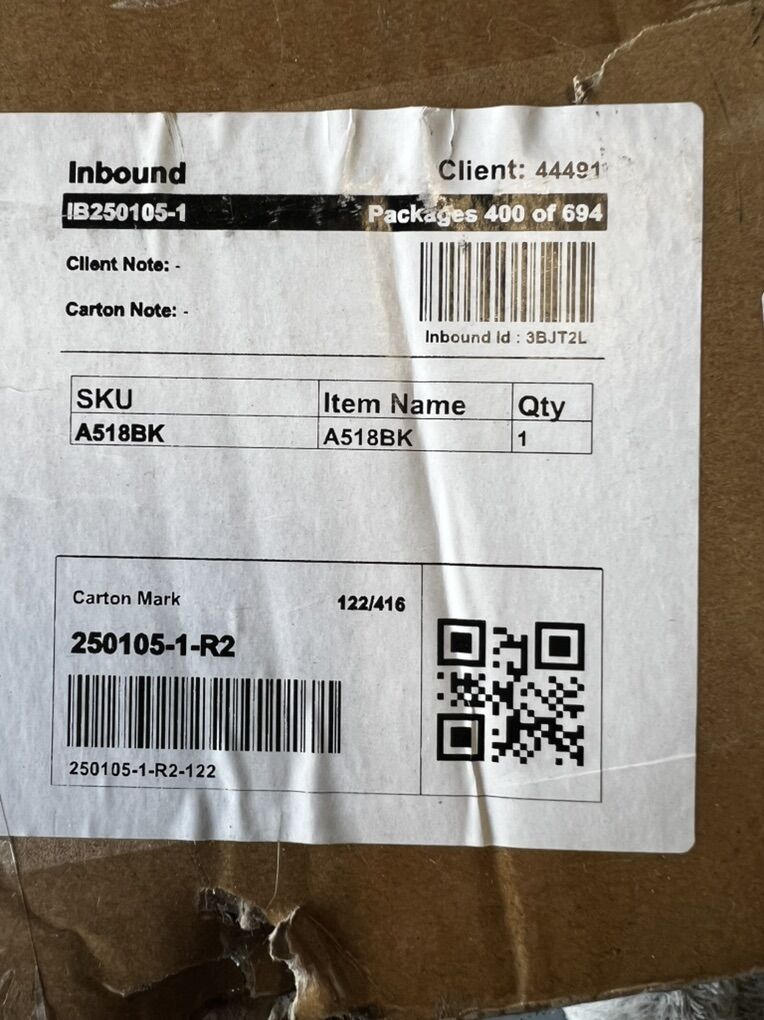 Inbound Client: 44491
IB250105-1 Packages 400 of 694
Client Note: -
Carton Note: -
Inbound Id : 3BJT2L
SKU Item Name Qty
A518BK A518BK 1
Carton Mark 122/416
250105-1-R2
250105-1-R2-122